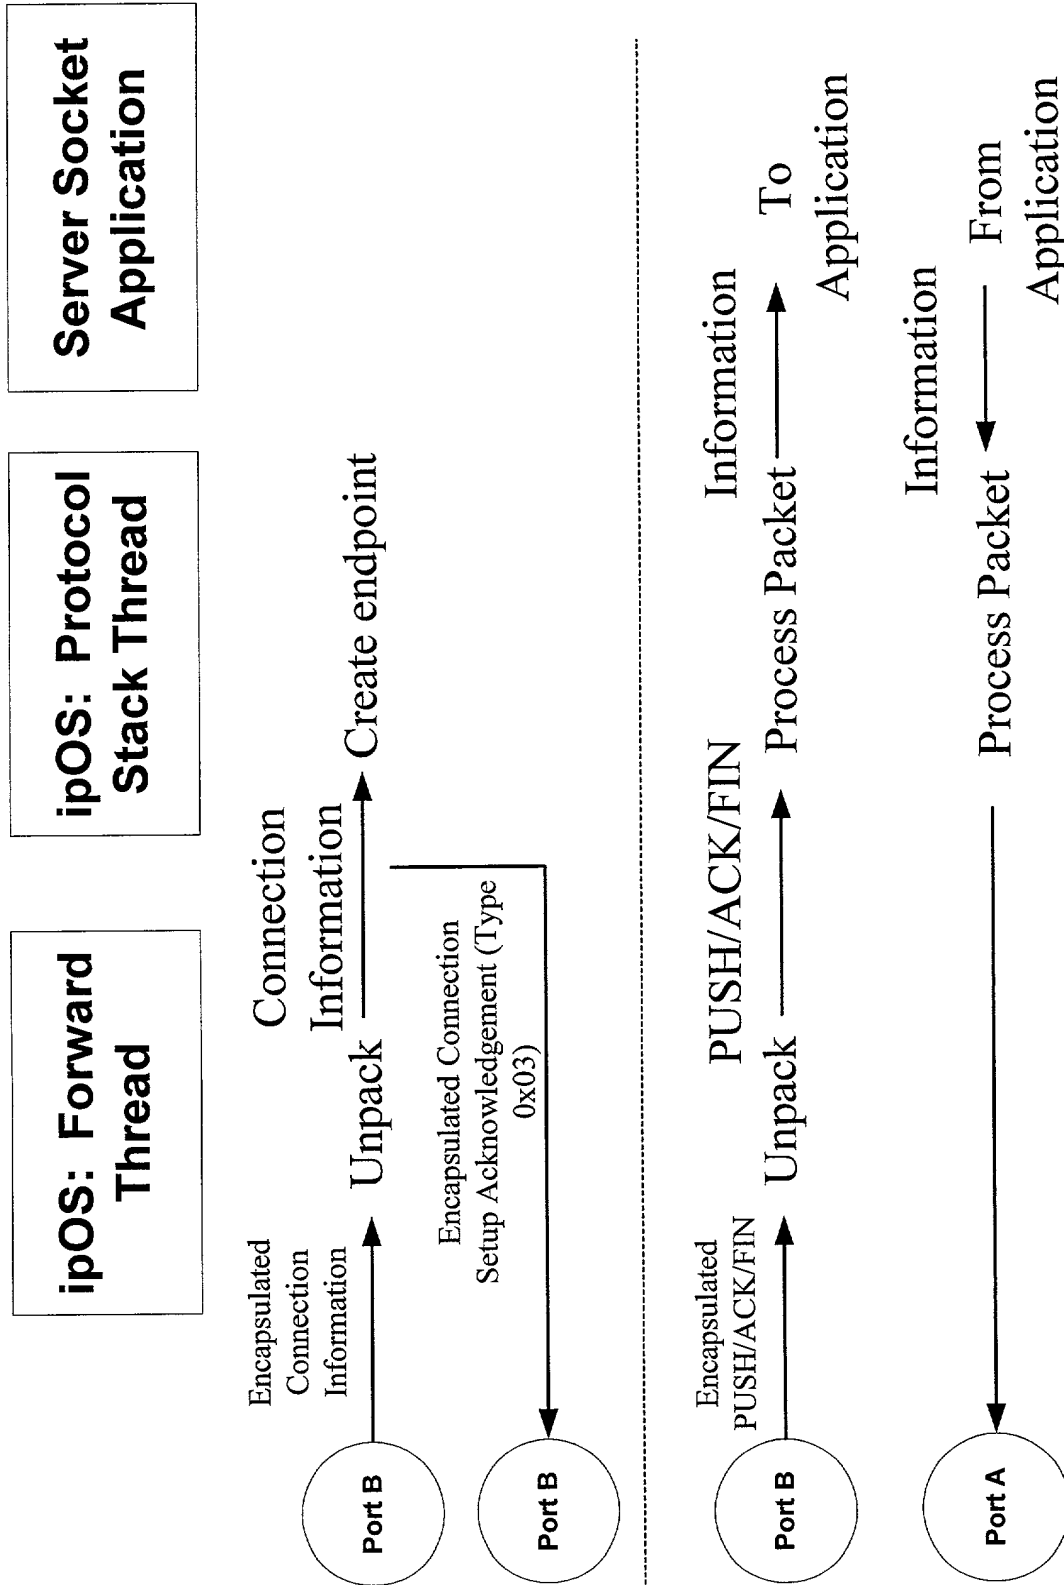 ipOS: Forward
Thread
ipOS: Protocol
Stack Thread
Server Socket
Application
Port B
Encapsulated
Connection
Information
Unpack
Connection
Information
Create endpoint
Port B
Encapsulated Connection
Setup Acknowledgement (Type
0x03)
Port B
Encapsulated
PUSH/ACK/FIN
Unpack
PUSH/ACK/FIN
Process Packet
Information
To
Application
Port A
Process Packet
Information
From
Application